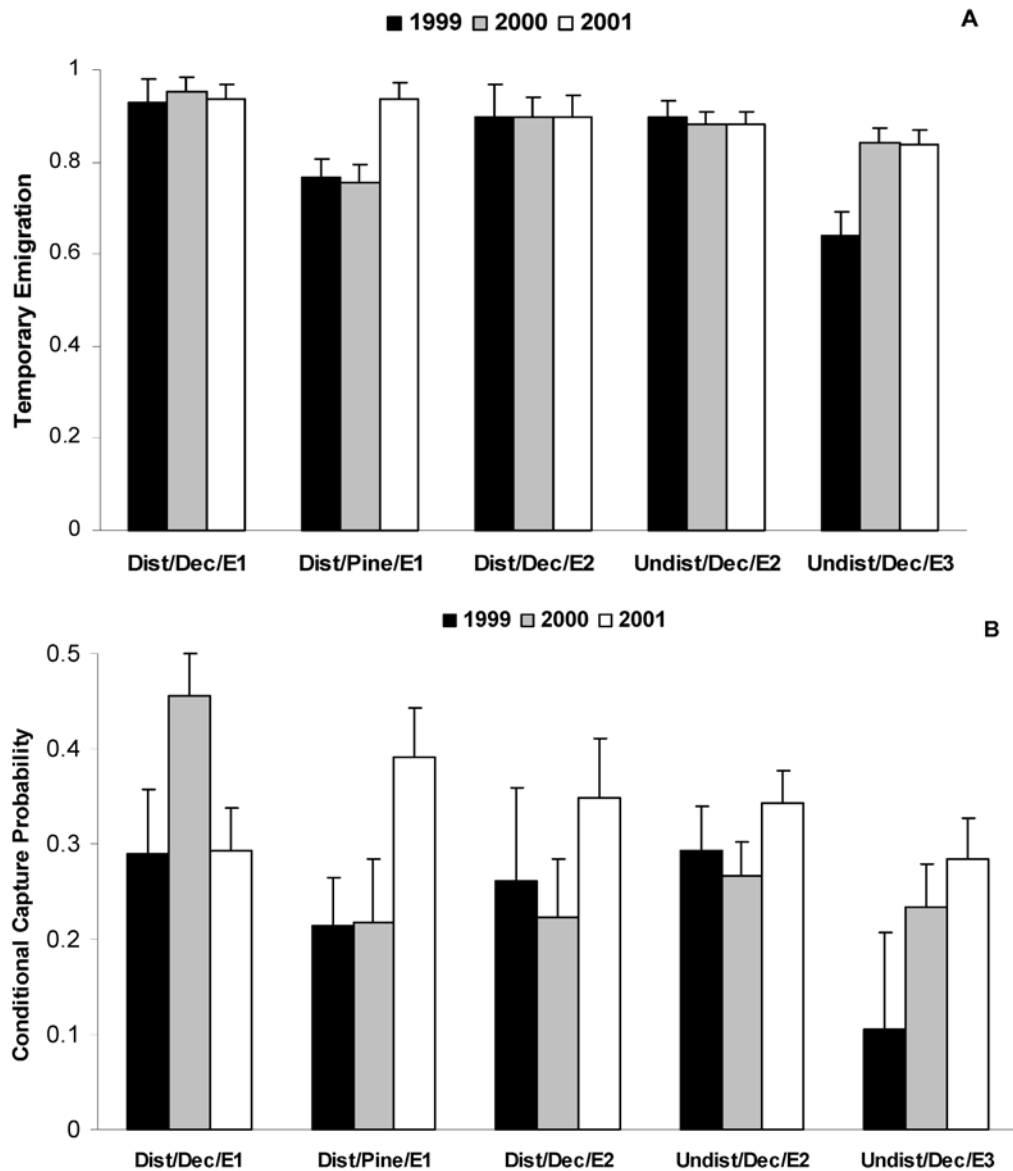 1999 2000 2001
A
Temporary Emigration
1
0.8
0.6
0.4
0.2
0
Dist/Dec/E1 Dist/Pine/E1 Dist/Dec/E2 Undist/Dec/E2 Undist/Dec/E3
1999 2000 2001
B
Conditional Capture Probability
0.5
0.4
0.3
0.2
0.1
0
Dist/Dec/E1 Dist/Pine/E1 Dist/Dec/E2 Undist/Dec/E2 Undist/Dec/E3